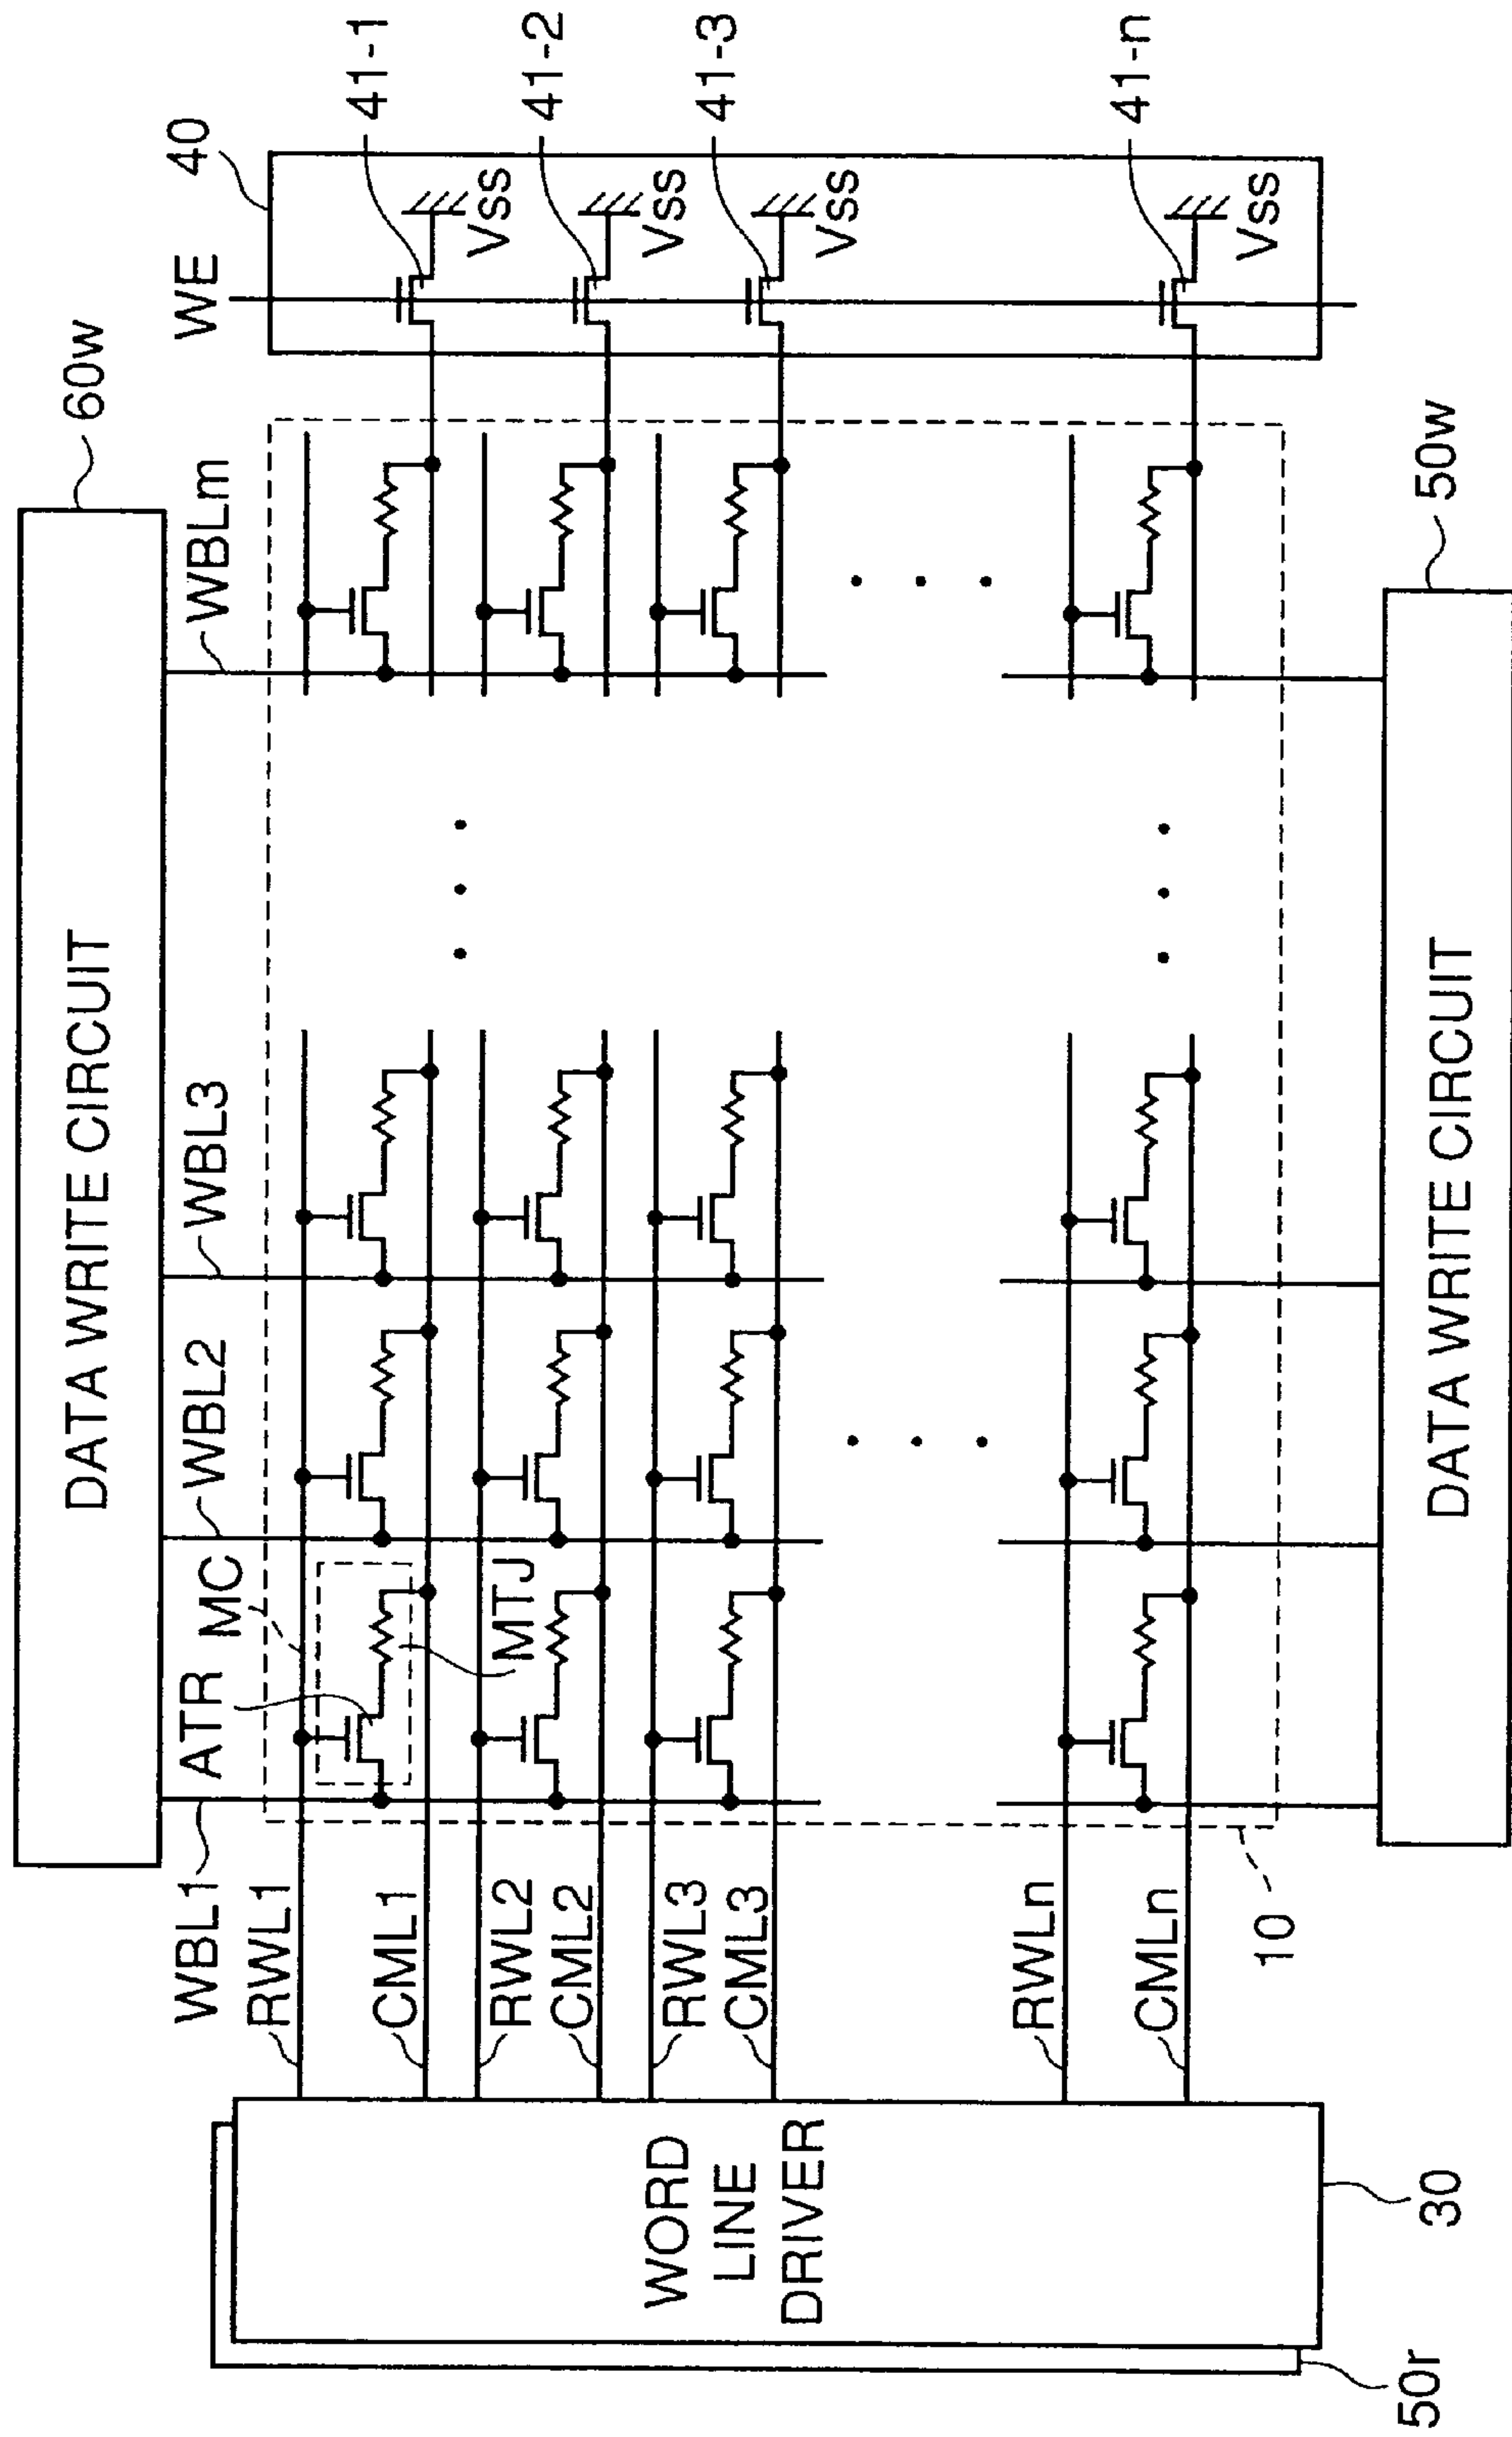 DATA WRITE CIRCUIT
60w
WBL1
ATR
MC
WBL2
WBL3
WBLm
WE
40
RWL1
CML1
MTJ
Vss
41-1
RWL2
CML2
Vss
41-2
RWL3
CML3
Vss
41-3
RWLn
CMLn
Vss
41-n
WORD
LINE
DRIVER
10
50r
30
DATA WRITE CIRCUIT
50w